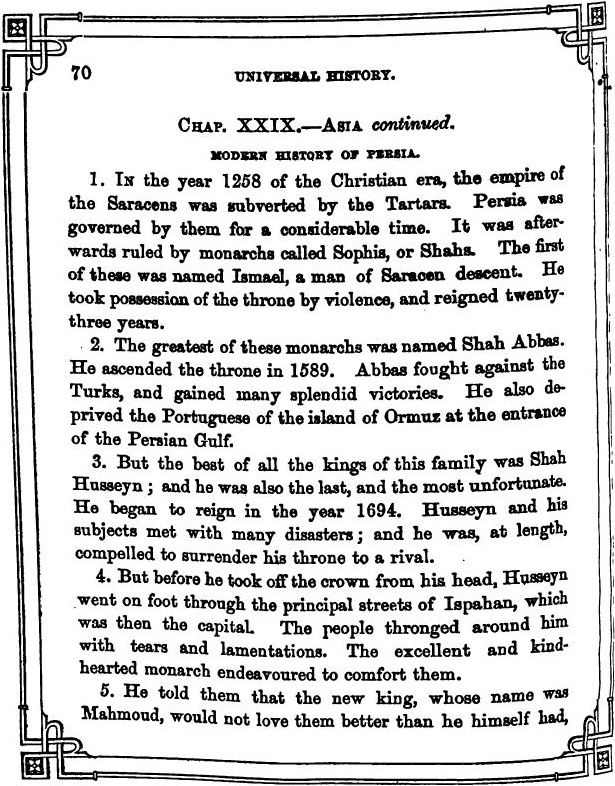 70 UNIVERSAL HISTORY.
CHAP. XXIX.—ASIA continued.
MODERN HISTORY OF PERSIA.
1. IN the year 1258 of the Christian era, the empire of
the Saracens was subverted by the Tartars. Persia was
governed by them for a considerable time. It was after-
wards ruled by monarchs called Sophis, or Shahs. The first
of these was named Ismael, a man of Saracen descent. He
took possession of the throne by violence, and reigned twenty-
three years.
2. The greatest of these monarchs was named Shah Abbas.
He ascended the throne in 1589. Abbas fought against the
Turks, and gained many splendid victories. He also de-
prived the Portuguese of the island of Ormuz at the entrance
of the Persian Gulf.
3. But the best of all the kings of this family was Shah
Husseyn; and he was also the last, and the most unfortunate.
He began to reign in the year 1694. Husseyn and his
subjects met with many disasters; and he was, at length,
compelled to surrender his throne to a rival.
4. But before he took off the crown from his head, Husseyn
went on foot through the principal streets of Ispahan, which
was then the capital. The people thronged around him
with tears and lamentations. The excellent and kind-
hearted monarch endeavoured to comfort them.
5. He told them that the new king, whose name was
Mahmoud, would not love them better than he himself had,